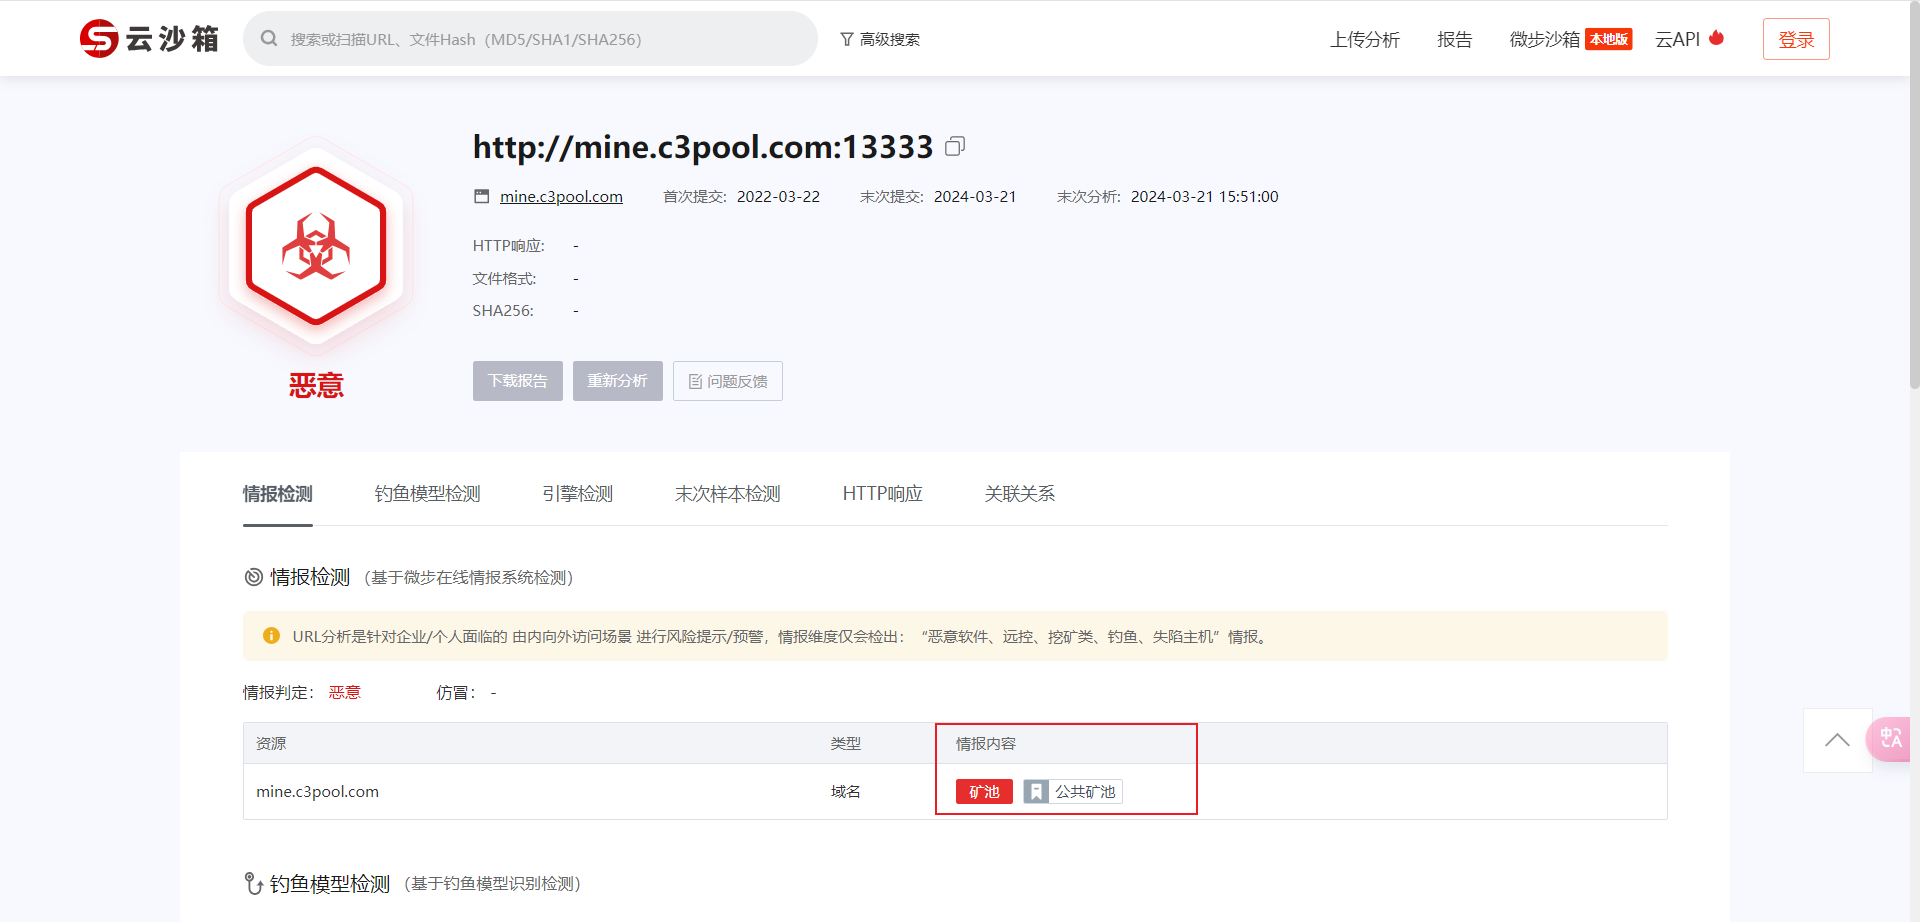 云沙箱
搜索或扫描URL、文件Hash（MD5/SHA1/SHA256）
高级搜索
上传分析
报告
微步沙箱 本地版
云API
登录
http://mine.c3pool.com:13333
mine.c3pool.com 首次提交: 2022-03-22 末次提交: 2024-03-21 末次分析: 2024-03-21 15:51:00
HTTP响应: -
文件格式: -
SHA256: -
恶意
下载报告 重新分析 问题反馈
情报检测 钓鱼模型检测 引擎检测 末次样本检测 HTTP响应 关联关系
情报检测（基于微步在线情报系统检测）
URL分析是针对企业/个人面临的 由内向外访问场景 进行风险提示/预警，情报维度仅会检出：“恶意软件、远控、挖矿类、钓鱼、失陷主机”情报。
情报判定： 恶意 仿冒： -
资源 类型 情报内容
mine.c3pool.com 域名 矿池 公共矿池
中A
钓鱼模型检测（基于钓鱼模型识别检测）